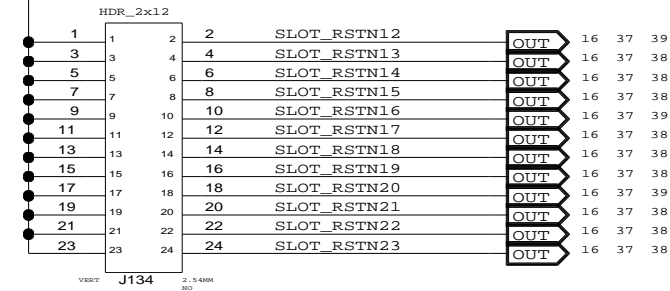 HDR_2x12
1 1 2 2 SLOT_RSTN12 OUT 16 37 39
3 3 4 4 SLOT_RSTN13 OUT 16 37 38
5 5 6 6 SLOT_RSTN14 OUT 16 37 38
7 7 8 8 SLOT_RSTN15 OUT 16 37 38
9 9 10 10 SLOT_RSTN16 OUT 16 37 39
11 11 12 12 SLOT_RSTN17 OUT 16 37 38
13 13 14 14 SLOT_RSTN18 OUT 16 37 38
15 15 16 16 SLOT_RSTN19 OUT 16 37 38
17 17 18 18 SLOT_RSTN20 OUT 16 37 39
19 19 20 20 SLOT_RSTN21 OUT 16 37 38
21 21 22 22 SLOT_RSTN22 OUT 16 37 38
23 23 24 24 SLOT_RSTN23 OUT 16 37 38
VERT J134 2.54MM
NO